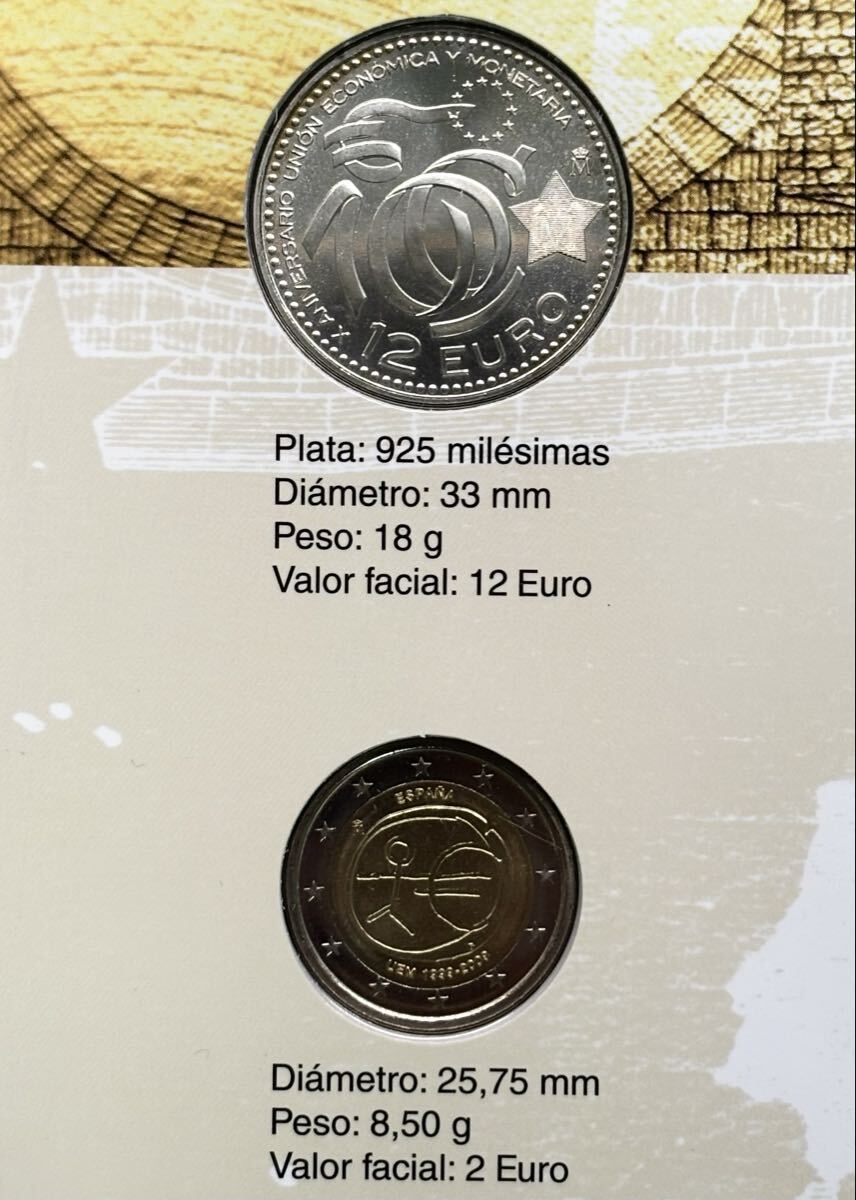 X ANIVERSARIO UNIÓN ECONÓMICA Y MONETARIA
M
10
12 EURO
Plata: 925 milésimas
Diámetro: 33 mm
Peso: 18 g
Valor facial: 12 Euro
ESPAÑA
UEM 1999-2009
Diámetro: 25,75 mm
Peso: 8,50 g
Valor facial: 2 Euro